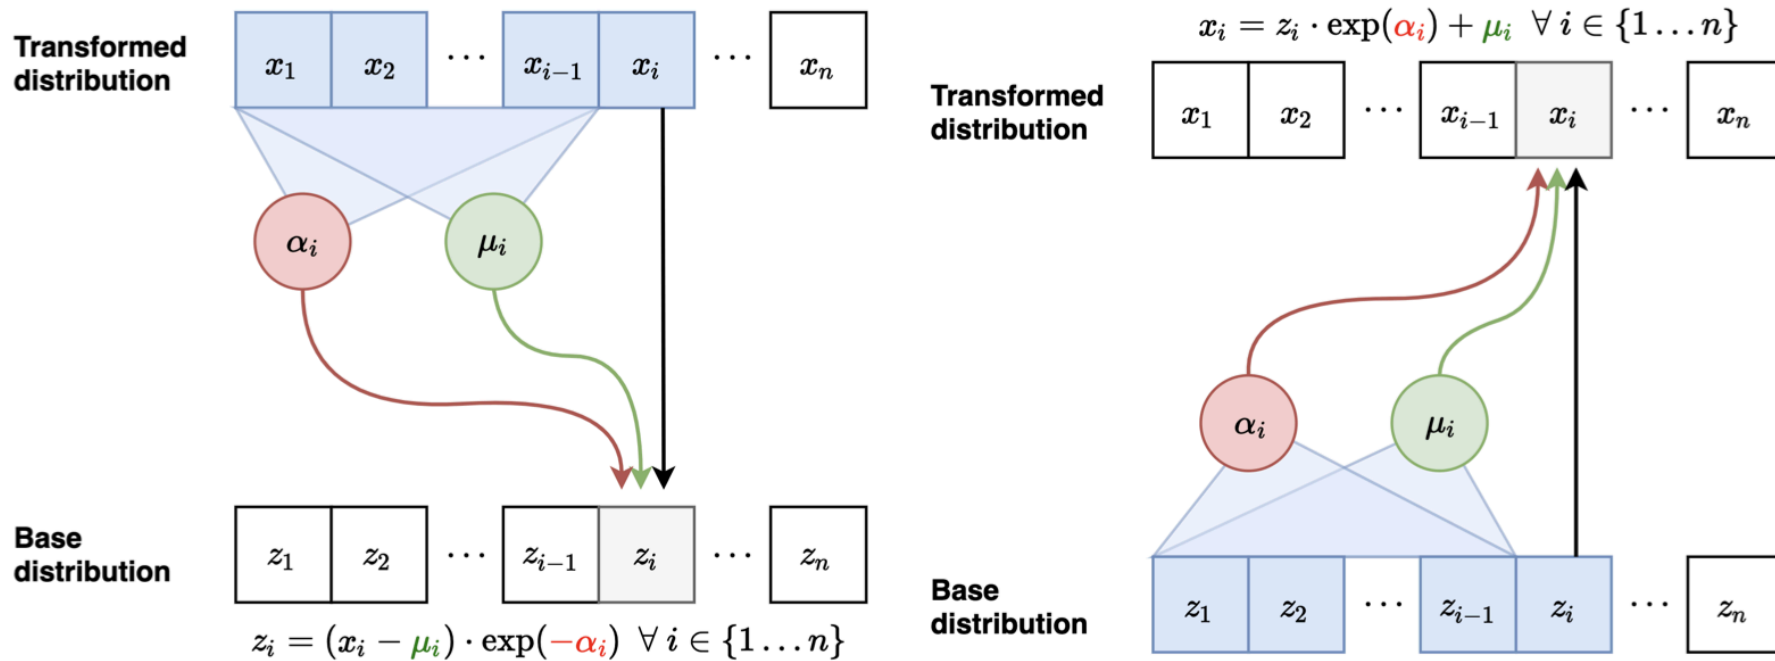 Transformed
distribution
x₁ x₂ ⋯ xᵢ₋₁ xᵢ ⋯ xₙ
αᵢ μᵢ
Base
distribution
z₁ z₂ ⋯ zᵢ₋₁ zᵢ ⋯ zₙ
zᵢ = (xᵢ − μᵢ) · exp(−αᵢ) ∀ i ∈ {1…n}
xᵢ = zᵢ · exp(αᵢ) + μᵢ ∀ i ∈ {1…n}
Transformed
distribution
x₁ x₂ ⋯ xᵢ₋₁ xᵢ ⋯ xₙ
αᵢ μᵢ
Base
distribution
z₁ z₂ ⋯ zᵢ₋₁ zᵢ ⋯ zₙ